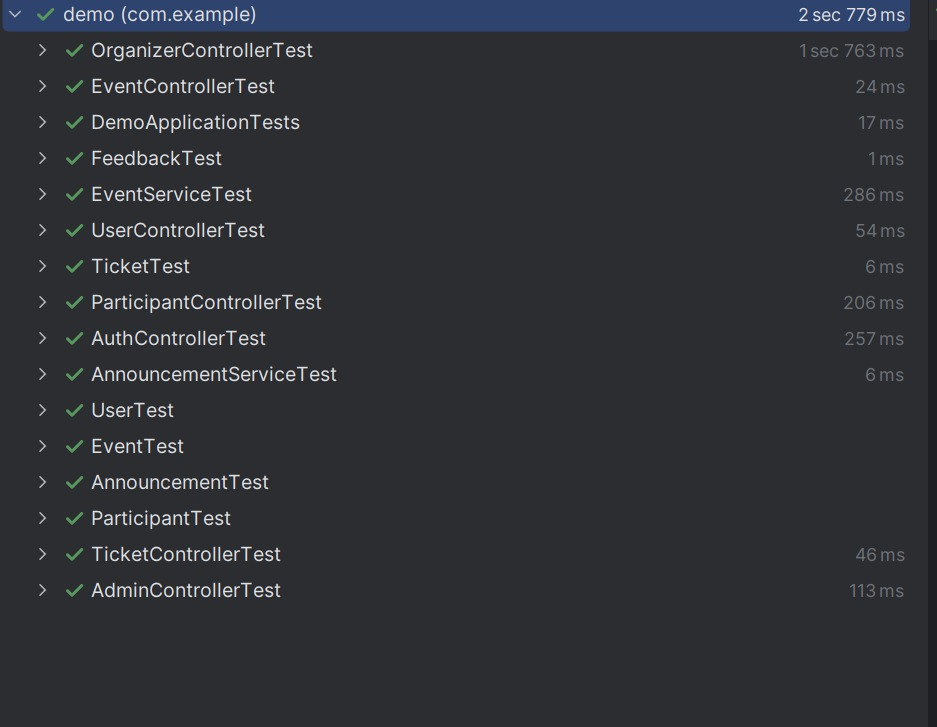 demo (com.example) 2 sec 779 ms
OrganizerControllerTest 1 sec 763 ms
EventControllerTest 24 ms
DemoApplicationTests 17 ms
FeedbackTest 1 ms
EventServiceTest 286 ms
UserControllerTest 54 ms
TicketTest 6 ms
ParticipantControllerTest 206 ms
AuthControllerTest 257 ms
AnnouncementServiceTest 6 ms
UserTest
EventTest
AnnouncementTest
ParticipantTest
TicketControllerTest 46 ms
AdminControllerTest 113 ms